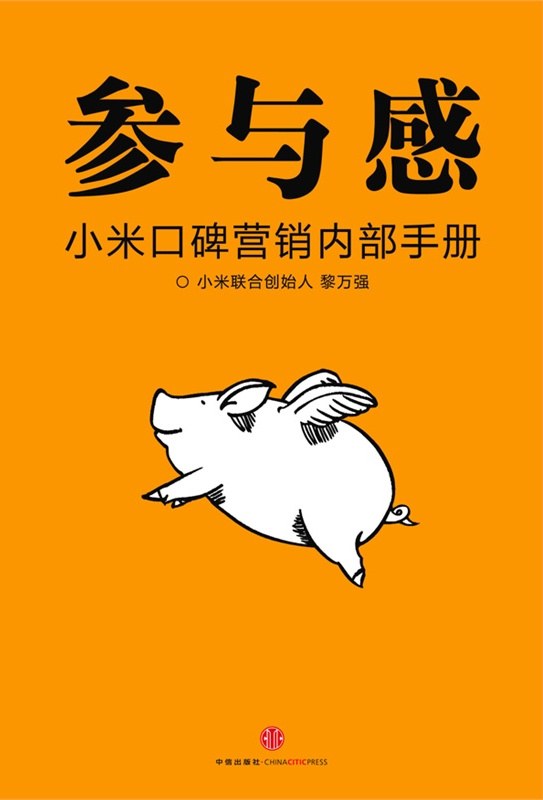 参与感
小米口碑营销内部手册
○ 小米联合创始人 黎万强
中信出版社·CHINACITICPRESS